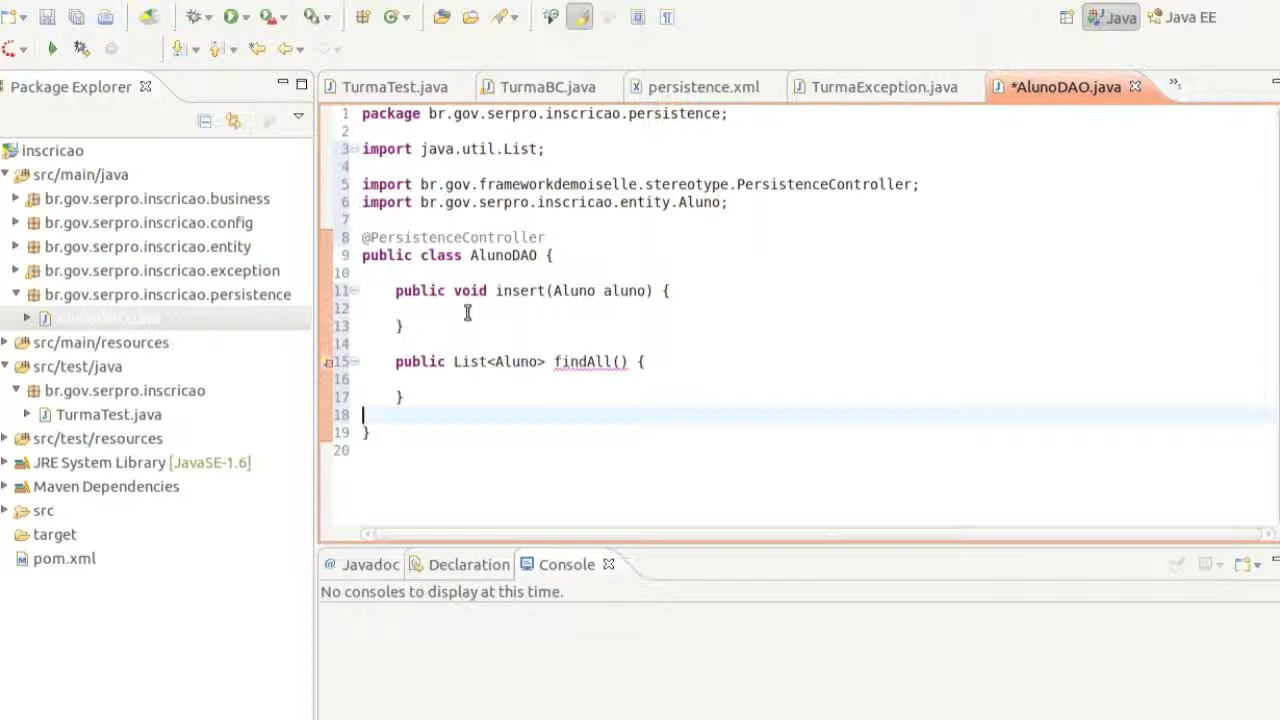 Java
Java EE
Package Explorer
TurmaTest.java
TurmaBC.java
persistence.xml
TurmaException.java
*AlunoDAO.java
inscricao
src/main/java
br.gov.serpro.inscricao.business
br.gov.serpro.inscricao.config
br.gov.serpro.inscricao.entity
br.gov.serpro.inscricao.exception
br.gov.serpro.inscricao.persistence
AlunoDAO.java
src/main/resources
src/test/java
br.gov.serpro.inscricao
TurmaTest.java
src/test/resources
JRE System Library [JavaSE-1.6]
Maven Dependencies
src
target
pom.xml
1 package br.gov.serpro.inscricao.persistence;
2
3 import java.util.List;
4
5 import br.gov.frameworkdemoiselle.stereotype.PersistenceController;
6 import br.gov.serpro.inscricao.entity.Aluno;
7
8 @PersistenceController
9 public class AlunoDAO {
10
11 public void insert(Aluno aluno) {
12
13 }
14
15 public List<Aluno> findAll() {
16
17 }
18
19 }
20
@ Javadoc
Declaration
Console
No consoles to display at this time.